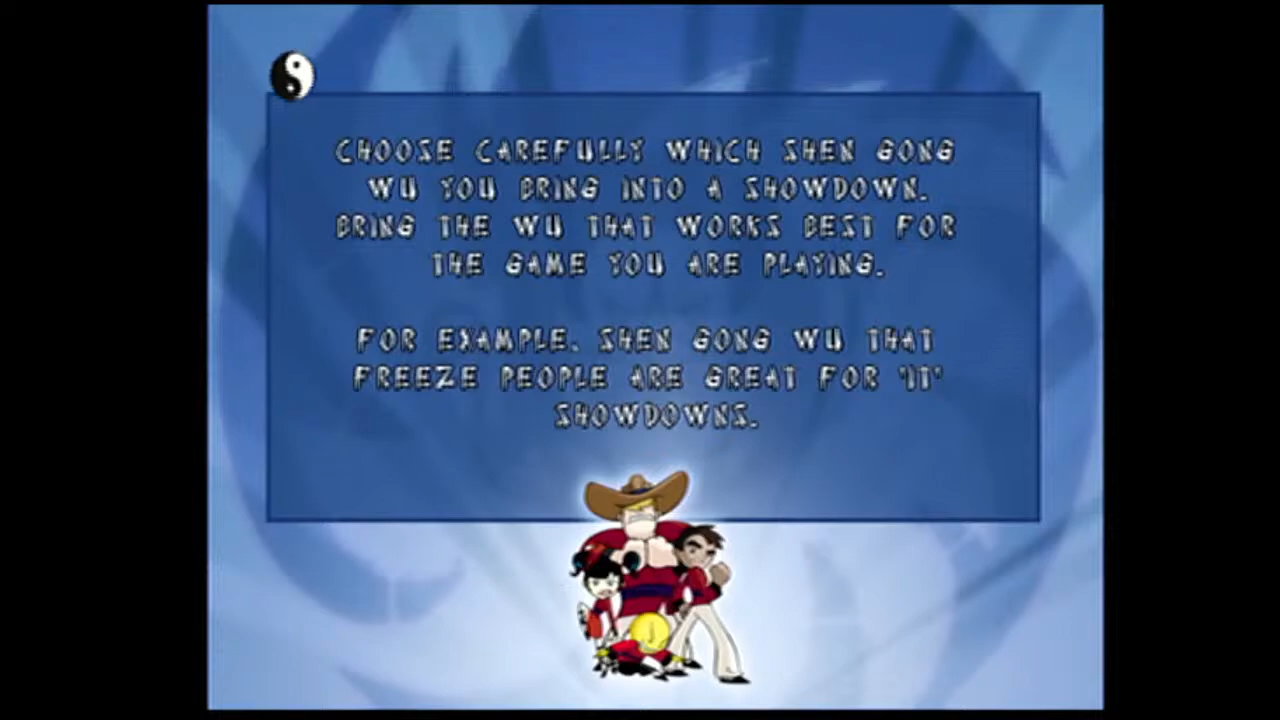 CHOOSE CAREFULLY WHICH SHEN GONG
WU YOU BRING INTO A SHOWDOWN.
BRING THE WU THAT WORKS BEST FOR
THE GAME YOU ARE PLAYING.
FOR EXAMPLE, SHEN GONG WU THAT
FREEZE PEOPLE ARE GREAT FOR 'IT'
SHOWDOWNS.